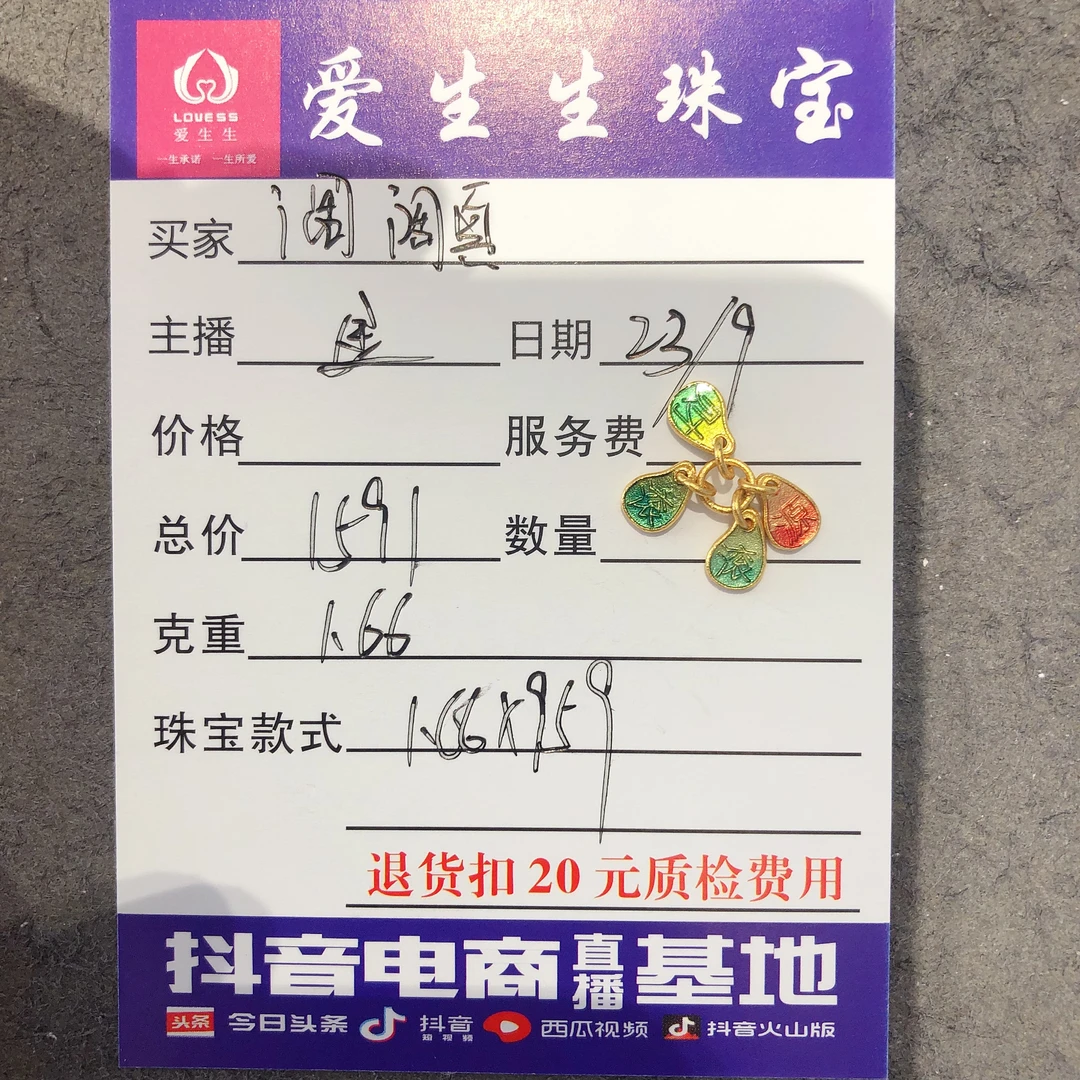 爱生生珠宝
LOVESS
爱生生
一生承诺 一生所爱
买家
主播 日期 23/9
价格 服务费
总价 1591 数量
克重 1.66
珠宝款式 1.66x959
退货扣20元质检费用
抖音电商直播基地
头条 今日头条 抖音 短视频 西瓜视频 抖音火山版